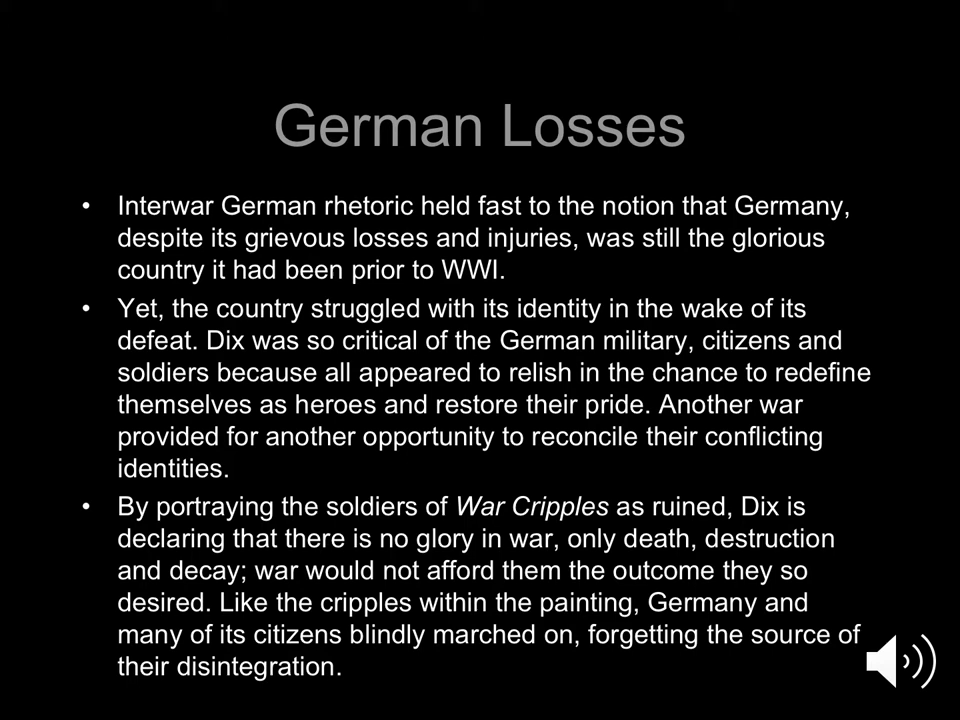 German Losses
• Interwar German rhetoric held fast to the notion that Germany,
despite its grievous losses and injuries, was still the glorious
country it had been prior to WWI.
• Yet, the country struggled with its identity in the wake of its
defeat. Dix was so critical of the German military, citizens and
soldiers because all appeared to relish in the chance to redefine
themselves as heroes and restore their pride. Another war
provided for another opportunity to reconcile their conflicting
identities.
• By portraying the soldiers of War Cripples as ruined, Dix is
declaring that there is no glory in war, only death, destruction
and decay; war would not afford them the outcome they so
desired. Like the cripples within the painting, Germany and
many of its citizens blindly marched on, forgetting the source of
their disintegration.